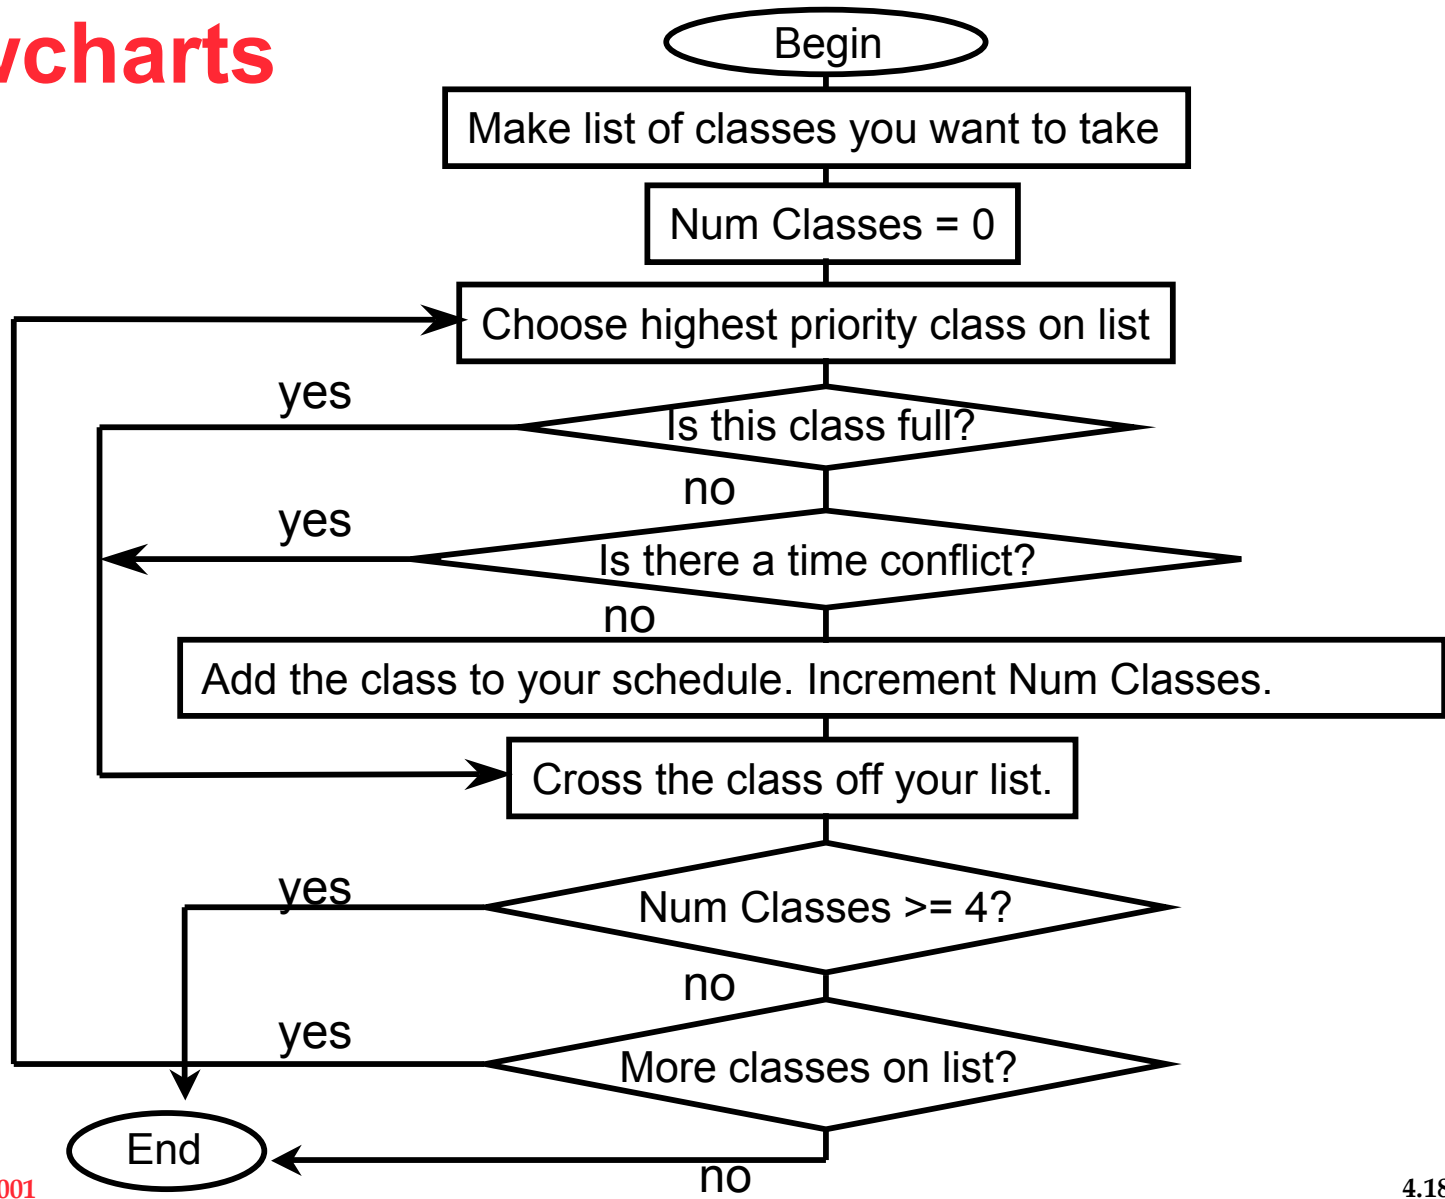 wcharts
Begin
Make list of classes you want to take
Num Classes = 0
Choose highest priority class on list
yes
Is this class full?
no
yes
Is there a time conflict?
no
Add the class to your schedule. Increment Num Classes.
Cross the class off your list.
yes
Num Classes >= 4?
no
yes
More classes on list?
End
no
001
4.18